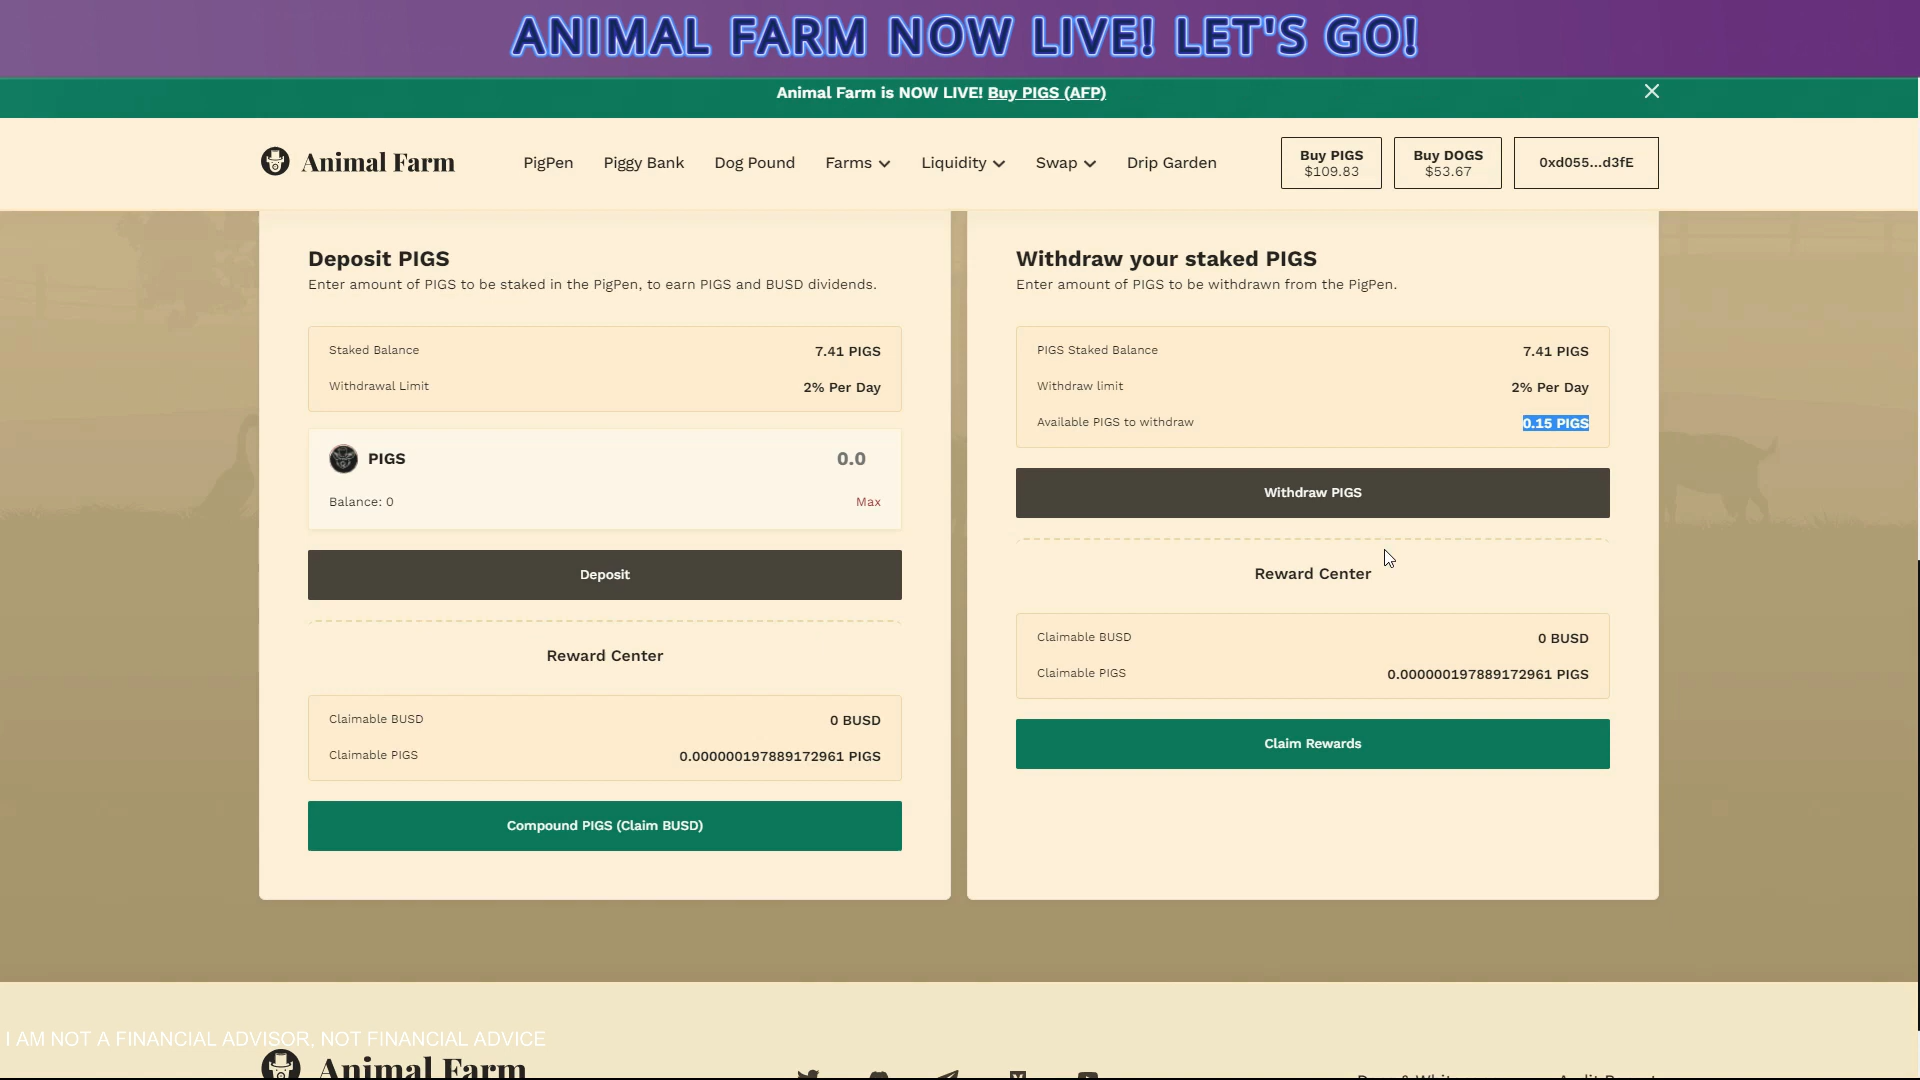 ANIMAL FARM NOW LIVE! LET'S GO!
Animal Farm is NOW LIVE! Buy PIGS (AFP)
Animal Farm
PigPen
Piggy Bank
Dog Pound
Farms
Liquidity
Swap
Drip Garden
Buy PIGS
$109.83
Buy DOGS
$53.67
0xd055...d3fE
Deposit PIGS
Enter amount of PIGS to be staked in the PigPen, to earn PIGS and BUSD dividends.
Staked Balance
7.41 PIGS
Withdrawal Limit
2% Per Day
PIGS
0.0
Balance: 0
Max
Deposit
Reward Center
Claimable BUSD
0 BUSD
Claimable PIGS
0.000000197889172961 PIGS
Compound PIGS (Claim BUSD)
Withdraw your staked PIGS
Enter amount of PIGS to be withdrawn from the PigPen.
PIGS Staked Balance
7.41 PIGS
Withdraw limit
2% Per Day
Available PIGS to withdraw
0.15 PIGS
Withdraw PIGS
Reward Center
Claimable BUSD
0 BUSD
Claimable PIGS
0.000000197889172961 PIGS
Claim Rewards
I AM NOT A FINANCIAL ADVISOR, NOT FINANCIAL ADVICE
Animal Farm